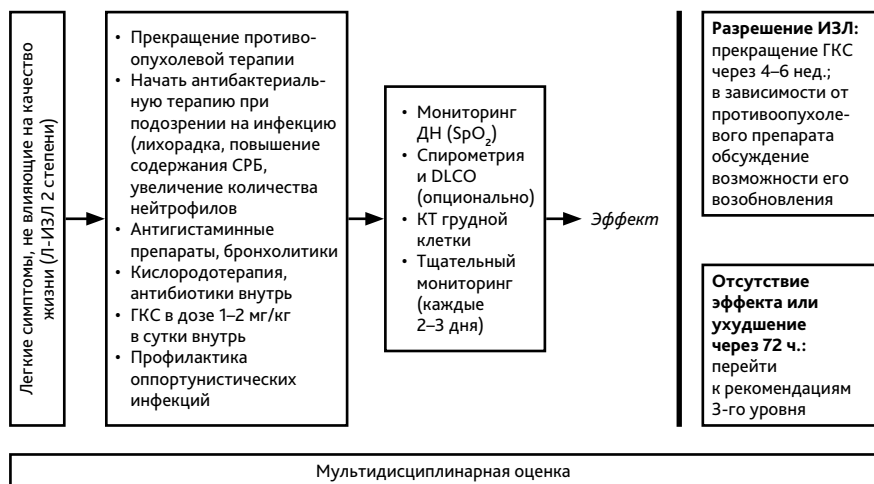 Легкие симптомы, не влияющие на качество
жизни (Л-ИЗЛ 2 степени)
• Прекращение противо-
опухолевой терапии
• Начать антибактериаль-
ную терапию при
подозрении на инфекцию
(лихорадка, повышение
содержания СРБ,
увеличение количества
нейтрофилов
• Антигистаминные
препараты, бронхолитики
• Кислородотерапия,
антибиотики внутрь
• ГКС в дозе 1–2 мг/кг
в сутки внутрь
• Профилактика
оппортунистических
инфекций
• Мониторинг
ДН (SpO₂)
• Спирометрия
и DLCO
(опционально)
• КТ грудной
клетки
• Тщательный
мониторинг
(каждые
2–3 дня)
Эффект
Разрешение ИЗЛ:
прекращение ГКС
через 4–6 нед.;
в зависимости от
противоопухоле-
вого препарата
обсуждение
возможности его
возобновления
Отсутствие
эффекта или
ухудшение
через 72 ч.:
перейти
к рекомендациям
3-го уровня
Мультидисциплинарная оценка